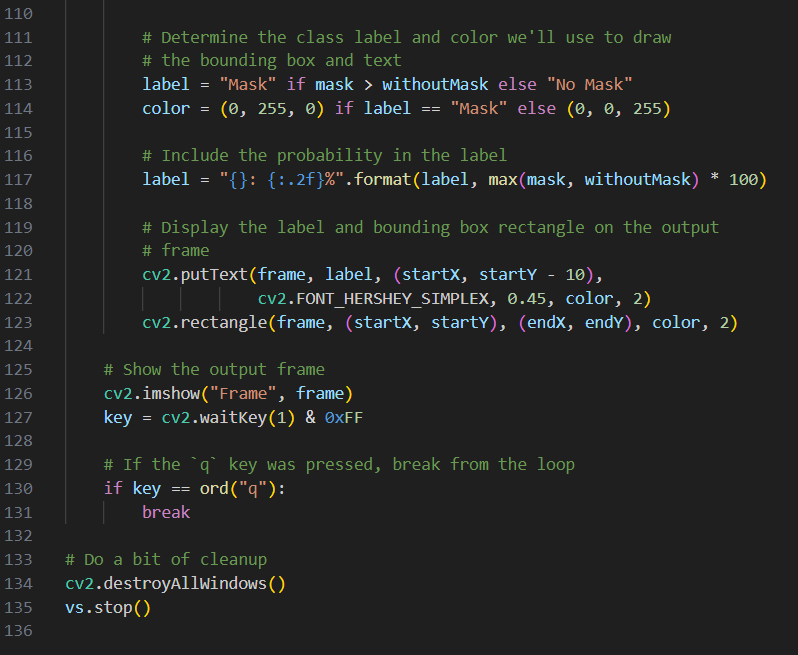 110
111 # Determine the class label and color we'll use to draw
112 # the bounding box and text
113 label = "Mask" if mask > withoutMask else "No Mask"
114 color = (0, 255, 0) if label == "Mask" else (0, 0, 255)
115
116 # Include the probability in the label
117 label = "{}: {:.2f}%".format(label, max(mask, withoutMask) * 100)
118
119 # Display the label and bounding box rectangle on the output
120 # frame
121 cv2.putText(frame, label, (startX, startY - 10),
122 cv2.FONT_HERSHEY_SIMPLEX, 0.45, color, 2)
123 cv2.rectangle(frame, (startX, startY), (endX, endY), color, 2)
124
125 # Show the output frame
126 cv2.imshow("Frame", frame)
127 key = cv2.waitKey(1) & 0xFF
128
129 # If the `q` key was pressed, break from the loop
130 if key == ord("q"):
131 break
132
133 # Do a bit of cleanup
134 cv2.destroyAllWindows()
135 vs.stop()
136